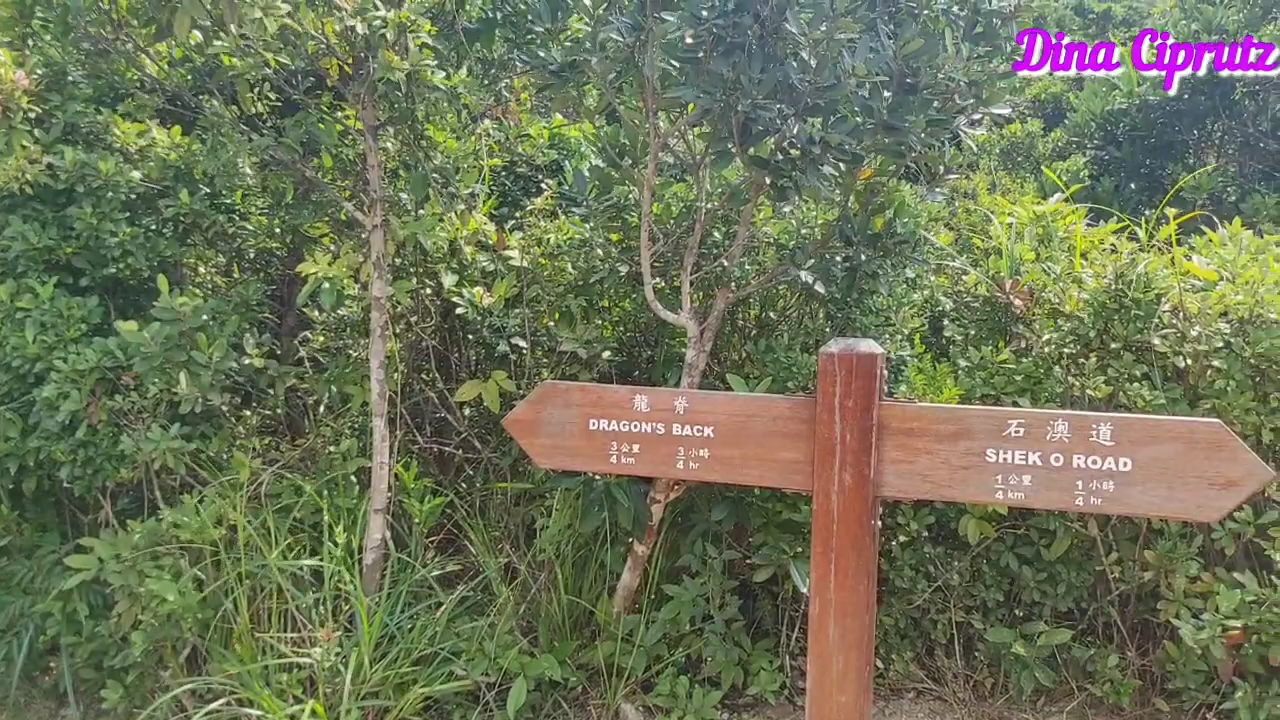 Dina Ciprutz
龍脊
DRAGON'S BACK
3/4 公里 km 3/4 小時 hr
石澳道
SHEK O ROAD
1/4 公里 km 1/4 小時 hr